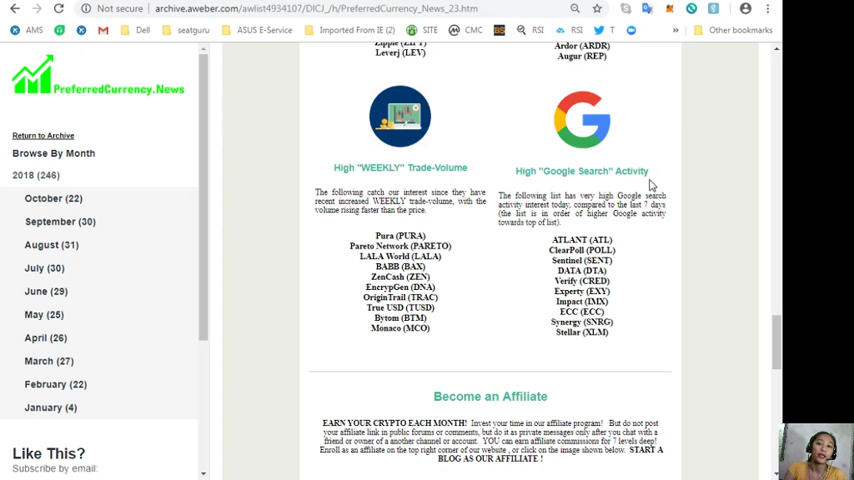 Not secure | archive.aweber.com/awlist4934107/DICJ_/h/PreferredCurrency_News_23.htm
AMS
Dell
seatguru
ASUS E-Service
Imported From IE (2)
SITE
CMC
RSI
RSI
T
»
Other bookmarks
PreferredCurrency.News
Return to Archive
Browse By Month
2018 (246)
October (22)
September (30)
August (31)
July (30)
June (29)
May (25)
April (26)
March (27)
February (22)
January (4)
Like This?
Subscribe by email:
Leverj (LEV)
Ardor (ARDR)
Augur (REP)
High "WEEKLY" Trade-Volume
The following catch our interest since they have
recent increased WEEKLY trade-volume, with the
volume rising faster than the price.
Pura (PURA)
Pareto Network (PARETO)
LALA World (LALA)
BABB (BAX)
ZenCash (ZEN)
EncrypGen (DNA)
OriginTrail (TRAC)
True USD (TUSD)
Bytom (BTM)
Monaco (MCO)
High "Google Search" Activity
The following list has very high Google search
activity interest today, compared to the last 7 days
(the list is in order of higher Google activity
towards top of list).
ATLANT (ATL)
ClearPoll (POLL)
Sentinel (SENT)
DATA (DTA)
Verify (CRED)
Experty (EXY)
Impact (IMX)
ECC (ECC)
Synergy (SNRG)
Stellar (XLM)
Become an Affiliate
EARN YOUR CRYPTO EACH MONTH! Invest your time in our affiliate program! But do not post
your affiliate link in public forums or comments, but do it as private messages only after you chat with a
friend or owner of a another channel or account. YOU can earn affiliate commissions for 7 levels deep!
Enroll as an affiliate on the top right corner of our website , or click on the image shown below. START A
BLOG AS OUR AFFILIATE !